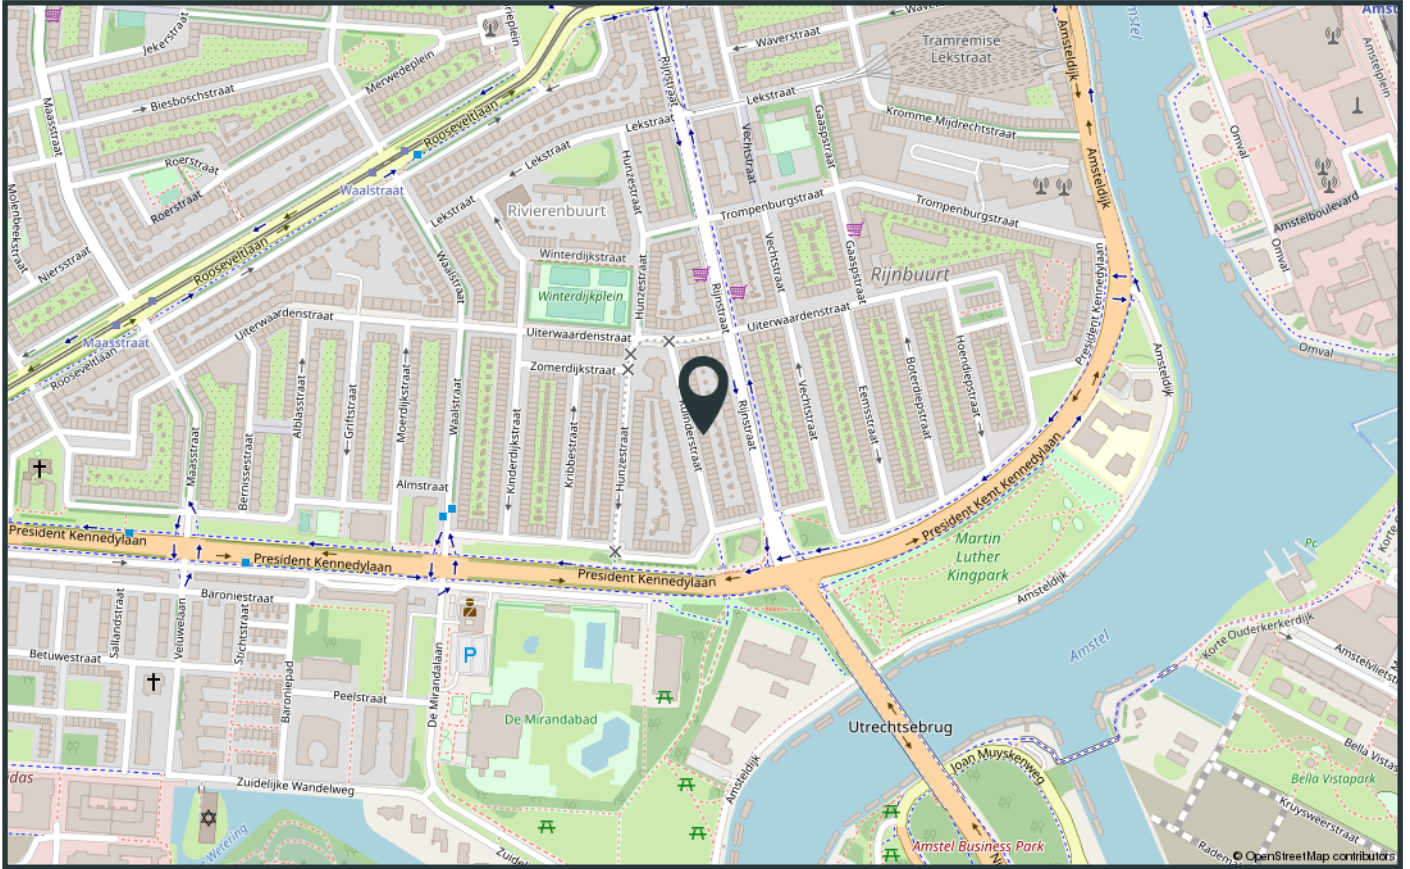 Jekerstraat
Merwedeplein
Biesboschstraat
Maasstraat
Rooseveltlaan
Rijnstraat
Waverstraat
Tramremise
Lekstraat
Amsteldijk
Amstelplein
Lekstraat
Kromme Mijdrechtstraat
Lekstraat
Gaaspstraat
Vechtstraat
Omval
Roerstraat
Lekstraat
Hunzestraat
Waalstraat
Amsteldijk
Roerstraat
Molenbeekstraat
Lekstraat
Rivierenbuurt
Trompenburgstraat
Trompenburgstraat
Amstelboulevard
Niersstraat
Rooseveltlaan
Waalstraat
Winterdijkstraat
Hunzestraat
Vechtstraat
Gaaspstraat
Rijnbuurt
Omval
Winterdijkplein
Rijnstraat
President Kennedylaan
Uiterwaardenstraat
Uiterwaardenstraat
Uiterwaardenstraat
Maasstraat
Rooseveltlaan
Hoendiepstraat
Omval
Zomerdijkstraat
Amsteldijk
Alblasstraat
Griftstraat
Moerdijkstraat
Waalstraat
Kinderdijkstraat
Kribbestraat
Hunzestraat
Rijnstraat
Vechtstraat
Eemsstraat
Boterdiepstraat
Maasstraat
Bernissestraat
Almstraat
President Kennedylaan
President Kennedylaan
President Kennedylaan
Martin
Luther
Kingpark
Pc
Sallandstraat
Veluwelaan
Baroniestraat
Stichtstraat
Amsteldijk
Korte Ouderkerkerdijk
Betuwestraat
Baroniepad
Peelstraat
De Mirandalaan
P
De Mirandabad
Amstel
Utrechtsebrug
Amsteldijk
Joan Muyskenweg
Bella Vistapark
Kruysweerstraat
Zuidelijke Wandelweg
Amstel Business Park
© OpenStreetMap contributors